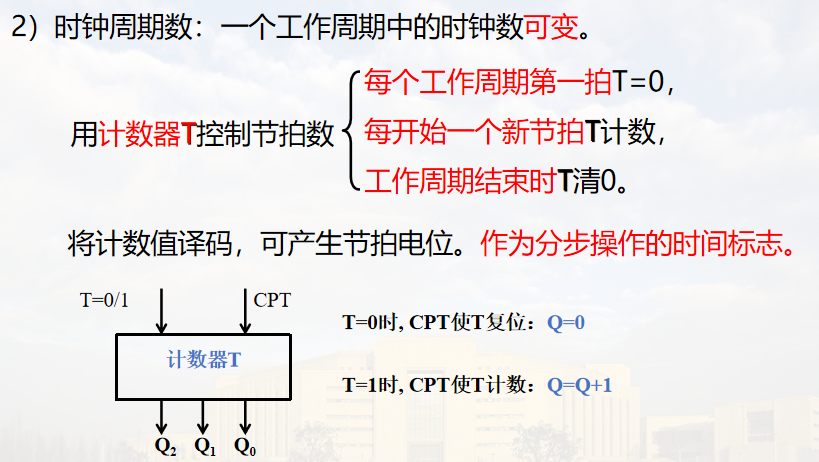 2）时钟周期数：一个工作周期中的时钟数可变。
每个工作周期第一拍T=0，
用计数器T控制节拍数
每开始一个新节拍T计数，
工作周期结束时T清0。
将计数值译码，可产生节拍电位。作为分步操作的时间标志。
T=0/1
CPT
计数器T
Q₂ Q₁ Q₀
T=0时, CPT使T复位：Q=0
T=1时, CPT使T计数：Q=Q+1